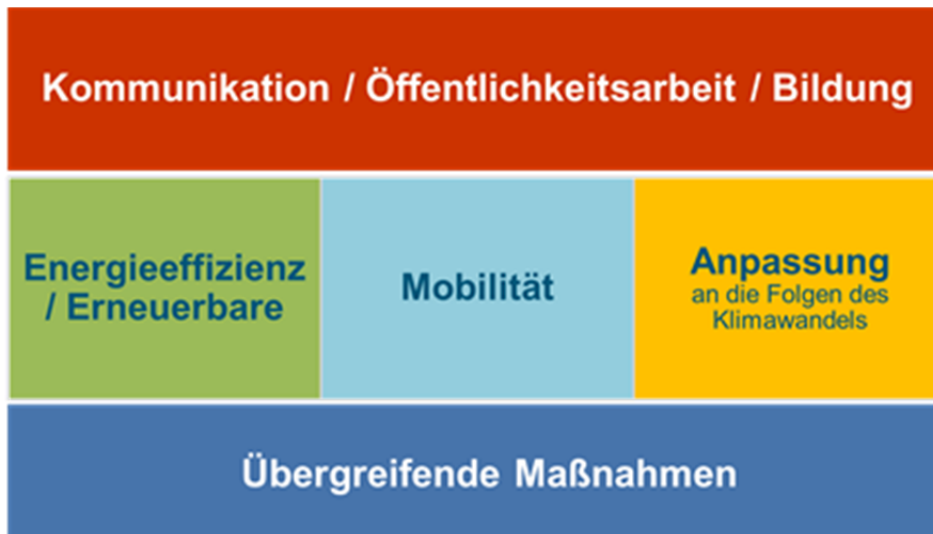 Kommunikation / Öffentlichkeitsarbeit / Bildung
Energieeffizienz
/ Erneuerbare
Mobilität
Anpassung
an die Folgen des
Klimawandels
Übergreifende Maßnahmen